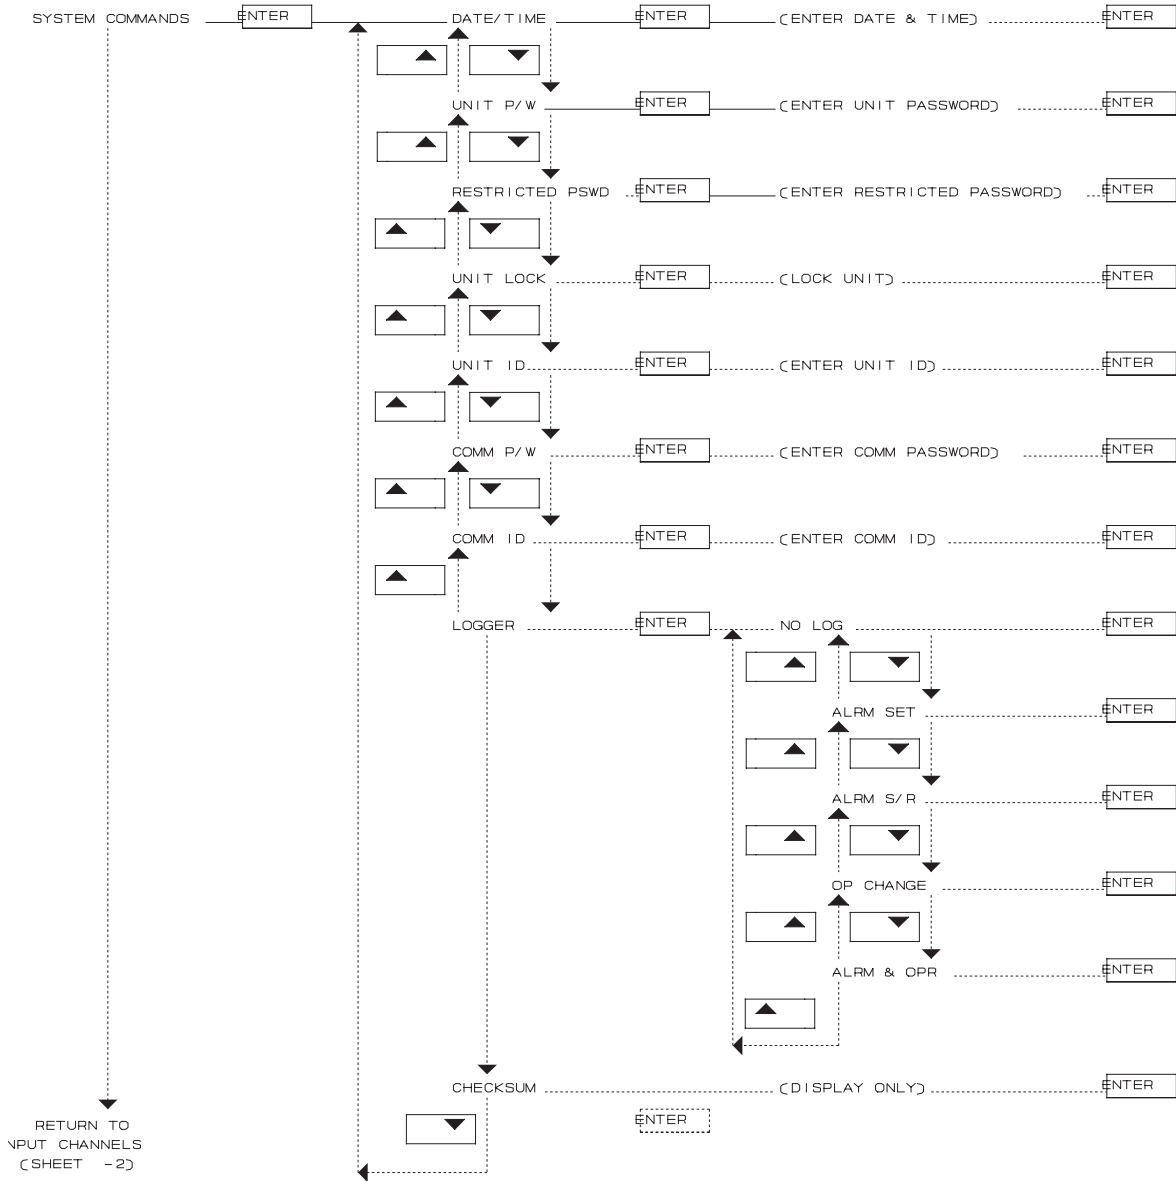 SYSTEM COMMANDS ENTER DATE/TIME ENTER (ENTER DATE & TIME) ENTER
UNIT P/W ENTER (ENTER UNIT PASSWORD) ENTER
RESTRICTED PSWD ENTER (ENTER RESTRICTED PASSWORD) ENTER
UNIT LOCK ENTER (LOCK UNIT) ENTER
UNIT ID ENTER (ENTER UNIT ID) ENTER
COMM P/W ENTER (ENTER COMM PASSWORD) ENTER
COMM ID ENTER (ENTER COMM ID) ENTER
LOGGER ENTER NO LOG ENTER
ALRM SET ENTER
ALRM S/R ENTER
OP CHANGE ENTER
ALRM & OPR ENTER
CHECKSUM (DISPLAY ONLY) ENTER
ENTER
RETURN TO
NPUT CHANNELS
(SHEET -2)